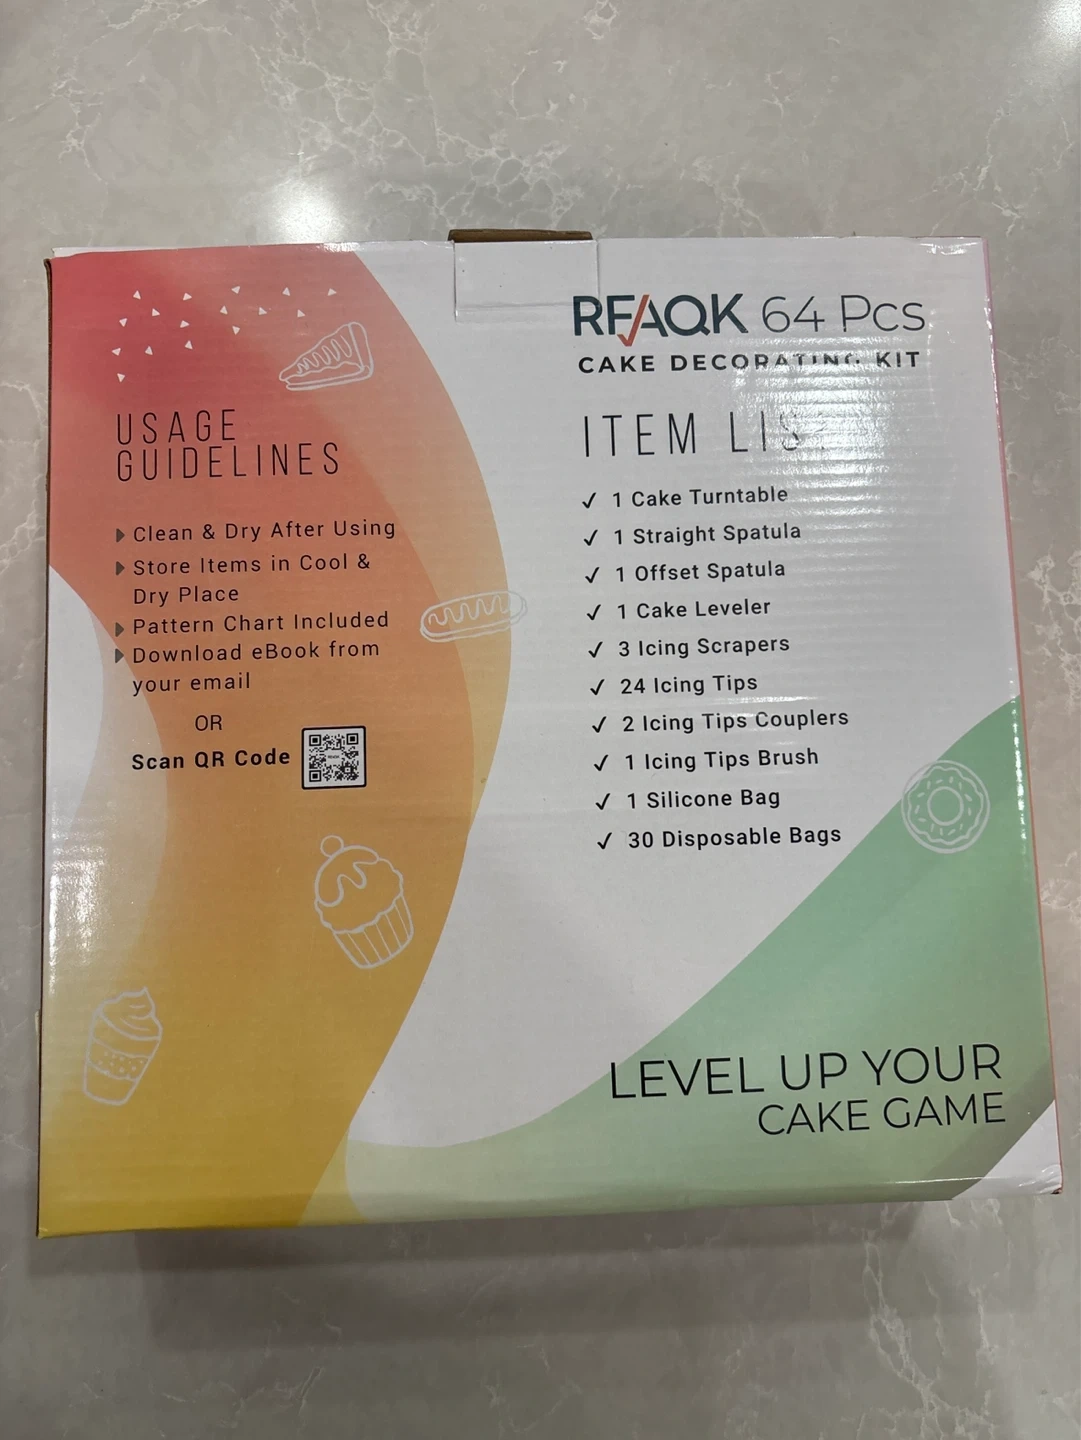 USAGE
GUIDELINES
Clean & Dry After Using
Store Items in Cool &
Dry Place
Pattern Chart Included
Download eBook from
your email
OR
Scan QR Code
RFAQK 64 Pcs
CAKE DECORATING KIT
ITEM LIST
✓ 1 Cake Turntable
✓ 1 Straight Spatula
✓ 1 Offset Spatula
✓ 1 Cake Leveler
✓ 3 Icing Scrapers
✓ 24 Icing Tips
✓ 2 Icing Tips Couplers
✓ 1 Icing Tips Brush
✓ 1 Silicone Bag
✓ 30 Disposable Bags
LEVEL UP YOUR
CAKE GAME